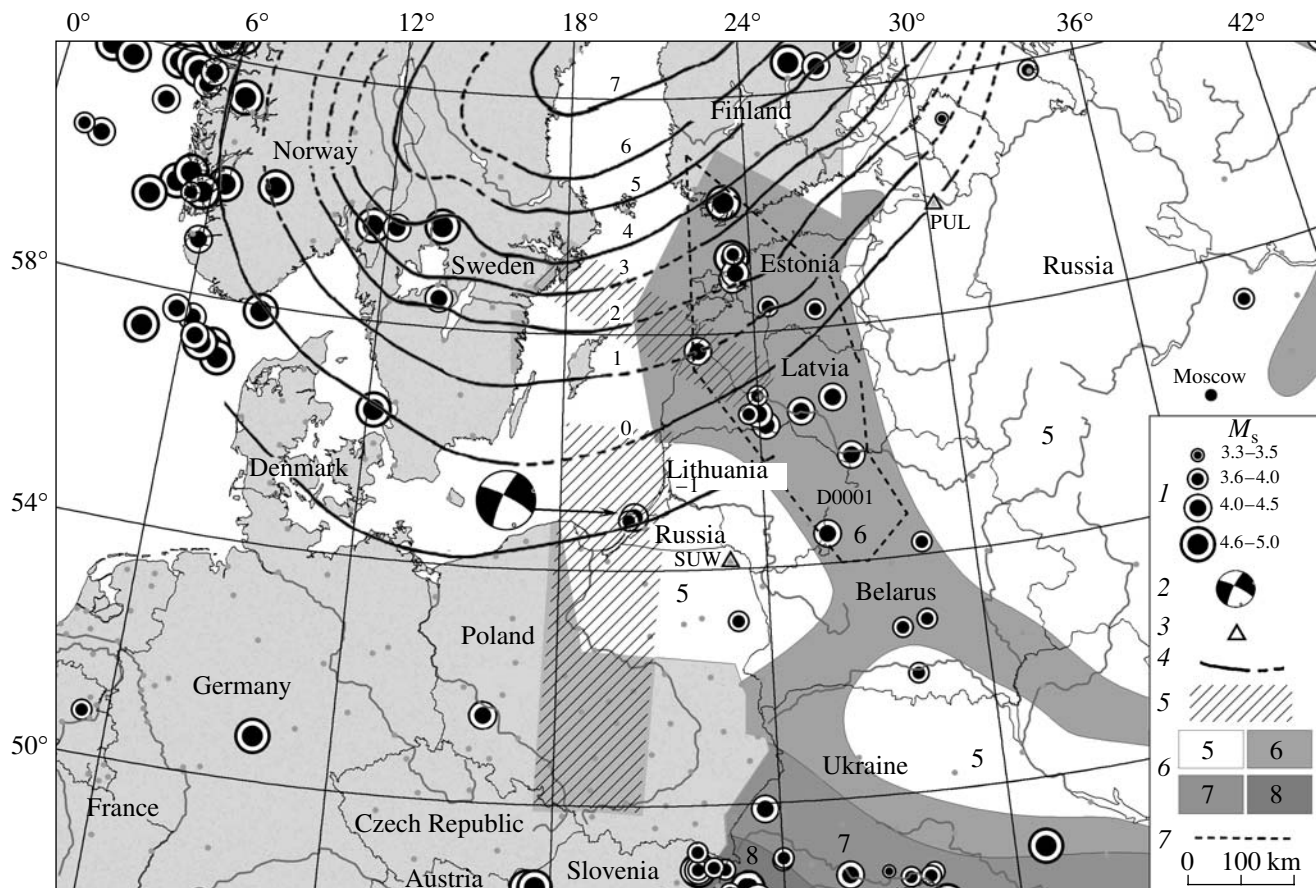 0° 6° 12° 18° 24° 30° 42°
7
Finland
6
Norway
5
PUL
4
58°
Sweden
3
Estonia
Russia
2
1
Latvia
Moscow
0
5
Denmark
Lithuania
−1
D0001
54°
Russia
6
SUW
5
Belarus
Poland
Germany
50°
5
Ukraine
France
Czech Republic
7
8
Slovenia
Austria
Ms
3.3–3.5
3.6–4.0
1
4.0–4.5
4.6–5.0
2
3
4
5
5 6
6
7 8
7
0 100 km